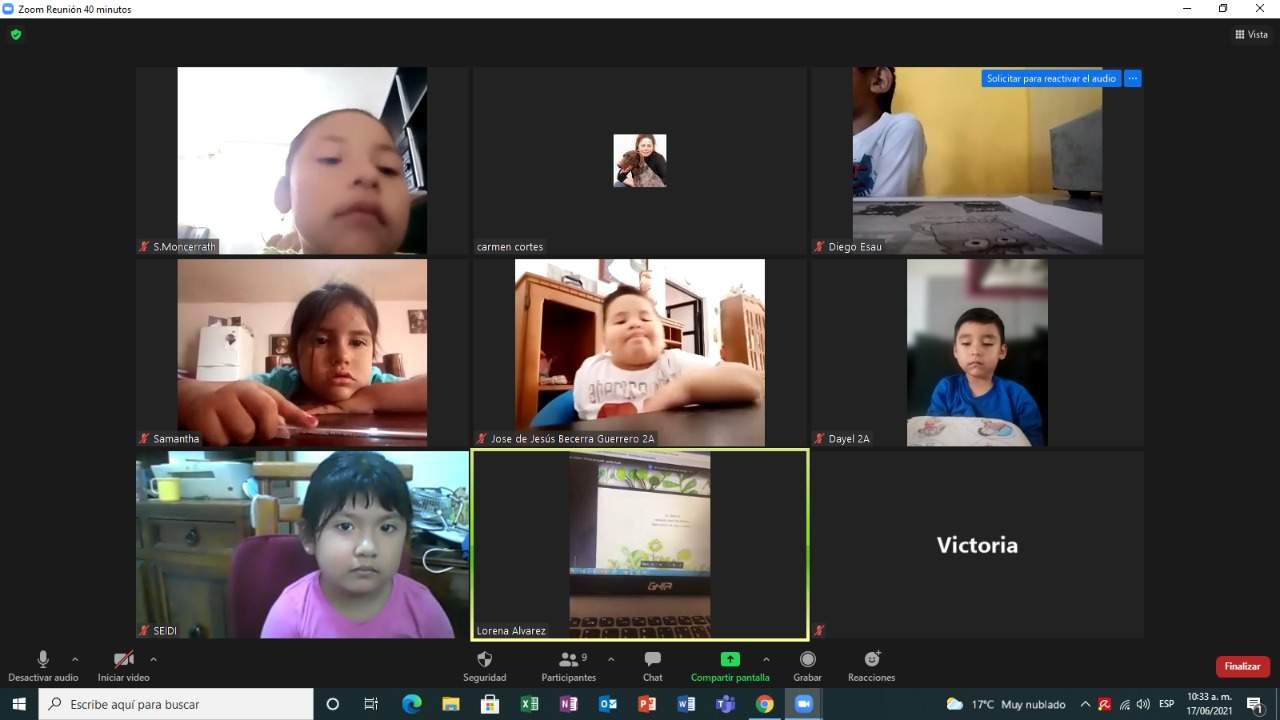 Zoom Reunión 40 minutos
Vista
Solicitar para reactivar el audio
S.Moncerrath
carmen cortes
Diego Esau
Samantha
Jose de Jesús Becerra Guerrero 2A
Dayel 2A
SEIDI
GHIA
Lorena Alvarez
Victoria
Desactivar audio
Iniciar video
Seguridad
9
Participantes
Chat
Compartir pantalla
Grabar
Reacciones
Finalizar
Escribe aquí para buscar
17°C Muy nublado
ESP
10:33 a. m.
17/06/2021
1